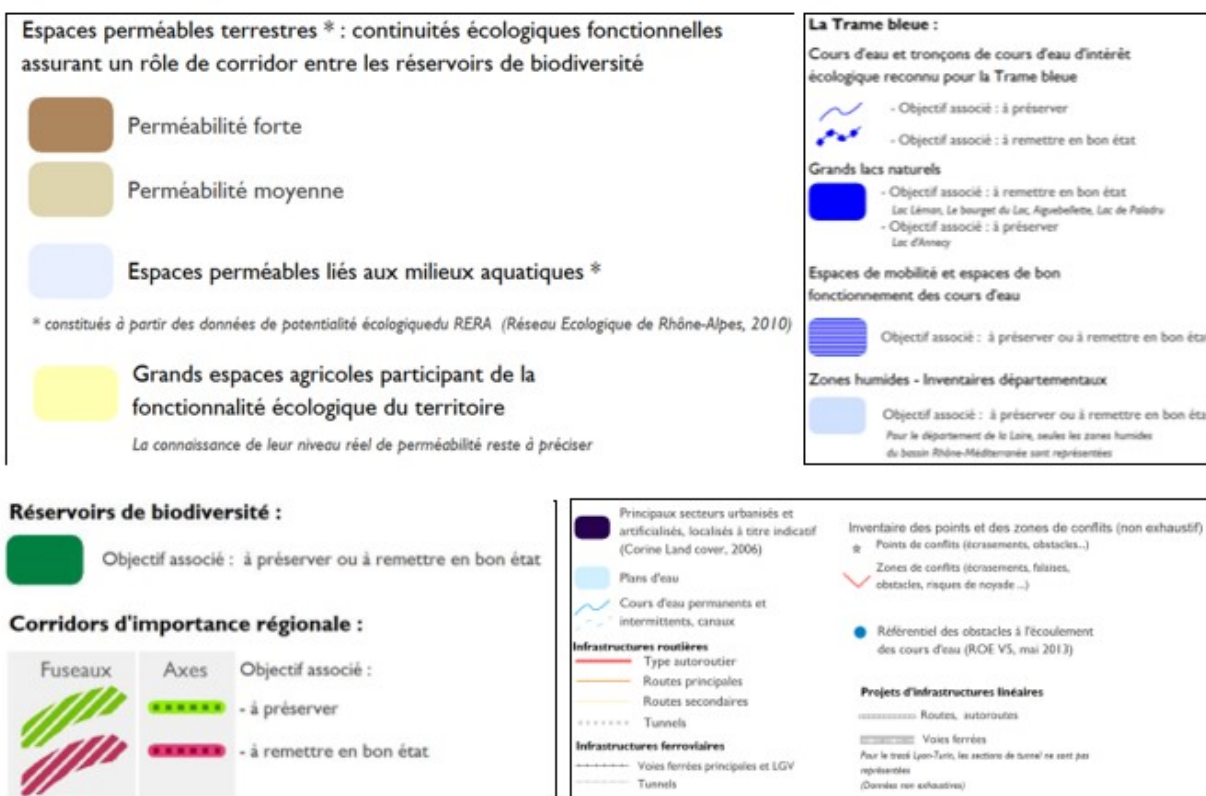 Espaces perméables terrestres * : continuités écologiques fonctionnelles
assurant un rôle de corridor entre les réservoirs de biodiversité
Perméabilité forte
Perméabilité moyenne
Espaces perméables liés aux milieux aquatiques *
* constitués à partir des données de potentialité écologiquedu RERA (Réseau Ecologique de Rhône-Alpes, 2010)
Grands espaces agricoles participant de la
fonctionnalité écologique du territoire
La connaissance de leur niveau réel de perméabilité reste à préciser
La Trame bleue :
Cours d'eau et tronçons de cours d'eau d'intérêt
écologique reconnu pour la Trame bleue
- Objectif associé : à préserver
- Objectif associé : à remettre en bon état
Grands lacs naturels
- Objectif associé : à remettre en bon état
Lac Léman, Le bourget du Lac, Aiguebellette, Lac de Paladru
- Objectif associé : à préserver
Lac d'Annecy
Espaces de mobilité et espaces de bon
fonctionnement des cours d'eau
Objectif associé : à préserver ou à remettre en bon éta
Zones humides - Inventaires départementaux
Objectif associé : à préserver ou à remettre en bon éta
Pour le département de la Loire, seules les zones humides
du bassin Rhône-Méditerranée sont représentées
Réservoirs de biodiversité :
Objectif associé : à préserver ou à remettre en bon état
Corridors d'importance régionale :
Fuseaux Axes Objectif associé :
- à préserver
- à remettre en bon état
Principaux secteurs urbanisés et
artificialisés, localisés à titre indicatif
(Corine Land cover, 2006)
Plans d'eau
Cours d'eau permanents et
intermittents, canaux
Infrastructures routières
Type autoroutier
Routes principales
Routes secondaires
Tunnels
Infrastructures ferroviaires
Voies ferrées principales et LGV
Tunnels
Inventaire des points et des zones de conflits (non exhaustif)
Points de conflits (écrasements, obstacles...)
Zones de conflits (écrasements, falaises,
obstacles, risques de noyade ...)
Référentiel des obstacles à l'écoulement
des cours d'eau (ROE V5, mai 2013)
Projets d'infrastructures linéaires
Routes, autoroutes
Voies ferrées
Pour le tracé Lyon-Turin, les sections de tunnel ne sont pas
représentées
(Données non exhaustives)